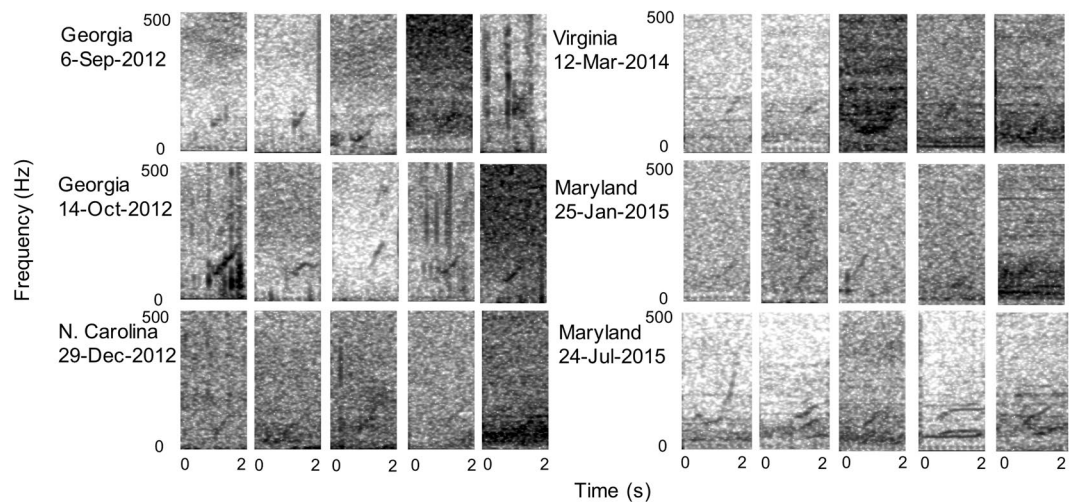 500
Georgia
6-Sep-2012
0
500
Virginia
12-Mar-2014
0
Frequency (Hz)
500
Georgia
14-Oct-2012
0
500
Maryland
25-Jan-2015
0
500
N. Carolina
29-Dec-2012
0
500
Maryland
24-Jul-2015
0
0 2 0 2 0 2 0 2 0 2
0 2 0 2 0 2 0 2 0 2
Time (s)